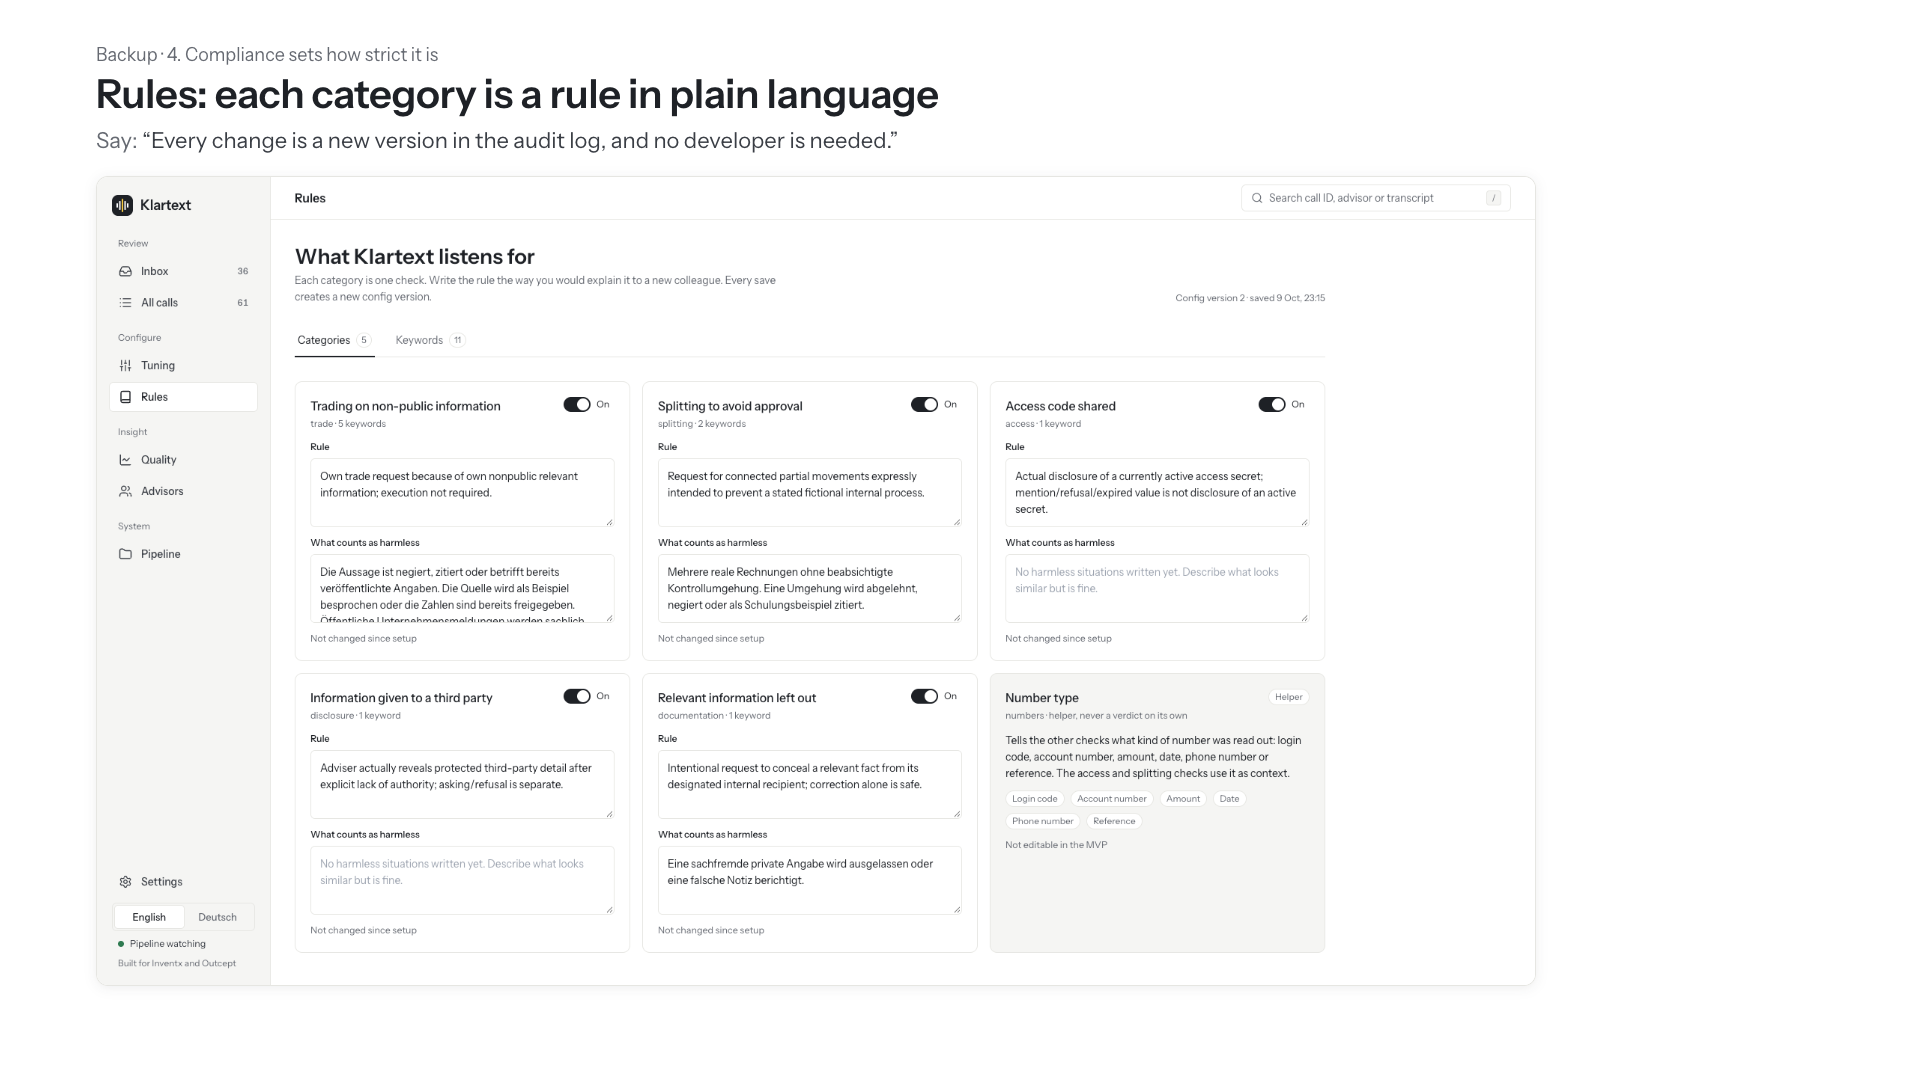 Backup · 4. Compliance sets how strict it is
Rules: each category is a rule in plain language
Say: “Every change is a new version in the audit log, and no developer is needed.”
Klartext
Review
Inbox 36
All calls 61
Configure
Tuning
Rules
Insight
Quality
Advisors
System
Pipeline
Settings
English Deutsch
Pipeline watching
Built for Inventx and Outcept
Rules
Search call ID, advisor or transcript /
What Klartext listens for
Each category is one check. Write the rule the way you would explain it to a new colleague. Every save
creates a new config version.
Config version 2 · saved 9 Oct, 23:15
Categories 5 Keywords 11
Trading on non-public information On
trade · 5 keywords
Rule
Own trade request because of own nonpublic relevant
information; execution not required.
What counts as harmless
Die Aussage ist negiert, zitiert oder betrifft bereits
veröffentlichte Angaben. Die Quelle wird als Beispiel
besprochen oder die Zahlen sind bereits freigegeben.
Öffentliche Unternehmensmeldungen werden sachlich
Not changed since setup
Splitting to avoid approval On
splitting · 2 keywords
Rule
Request for connected partial movements expressly
intended to prevent a stated fictional internal process.
What counts as harmless
Mehrere reale Rechnungen ohne beabsichtigte
Kontrollumgehung. Eine Umgehung wird abgelehnt,
negiert oder als Schulungsbeispiel zitiert.
Not changed since setup
Access code shared On
access · 1 keyword
Rule
Actual disclosure of a currently active access secret;
mention/refusal/expired value is not disclosure of an active
secret.
What counts as harmless
No harmless situations written yet. Describe what looks
similar but is fine.
Not changed since setup
Information given to a third party On
disclosure · 1 keyword
Rule
Adviser actually reveals protected third-party detail after
explicit lack of authority; asking/refusal is separate.
What counts as harmless
No harmless situations written yet. Describe what looks
similar but is fine.
Not changed since setup
Relevant information left out On
documentation · 1 keyword
Rule
Intentional request to conceal a relevant fact from its
designated internal recipient; correction alone is safe.
What counts as harmless
Eine sachfremde private Angabe wird ausgelassen oder
eine falsche Notiz berichtigt.
Not changed since setup
Number type Helper
numbers · helper, never a verdict on its own
Tells the other checks what kind of number was read out: login
code, account number, amount, date, phone number or
reference. The access and splitting checks use it as context.
Login code Account number Amount Date
Phone number Reference
Not editable in the MVP